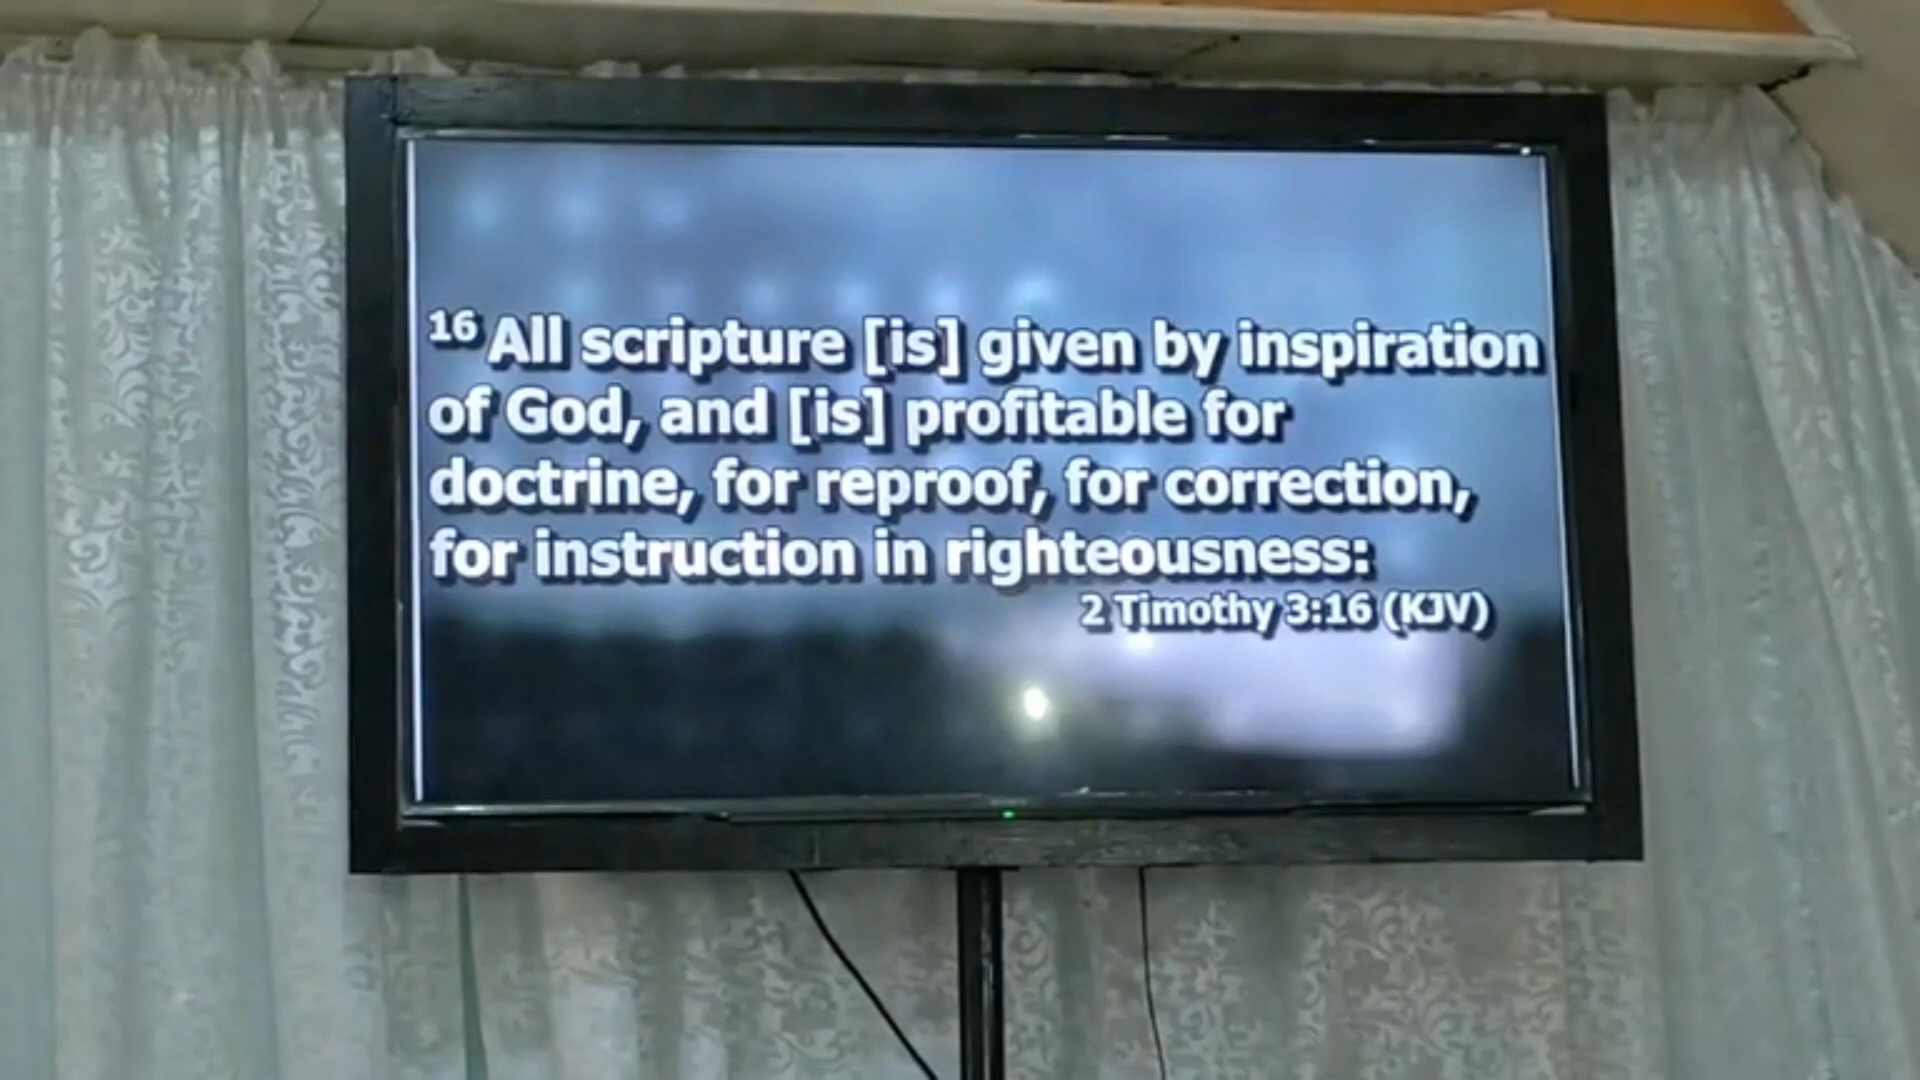 16 All scripture [is] given by inspiration
of God, and [is] profitable for
doctrine, for reproof, for correction,
for instruction in righteousness:
2 Timothy 3:16 (KJV)